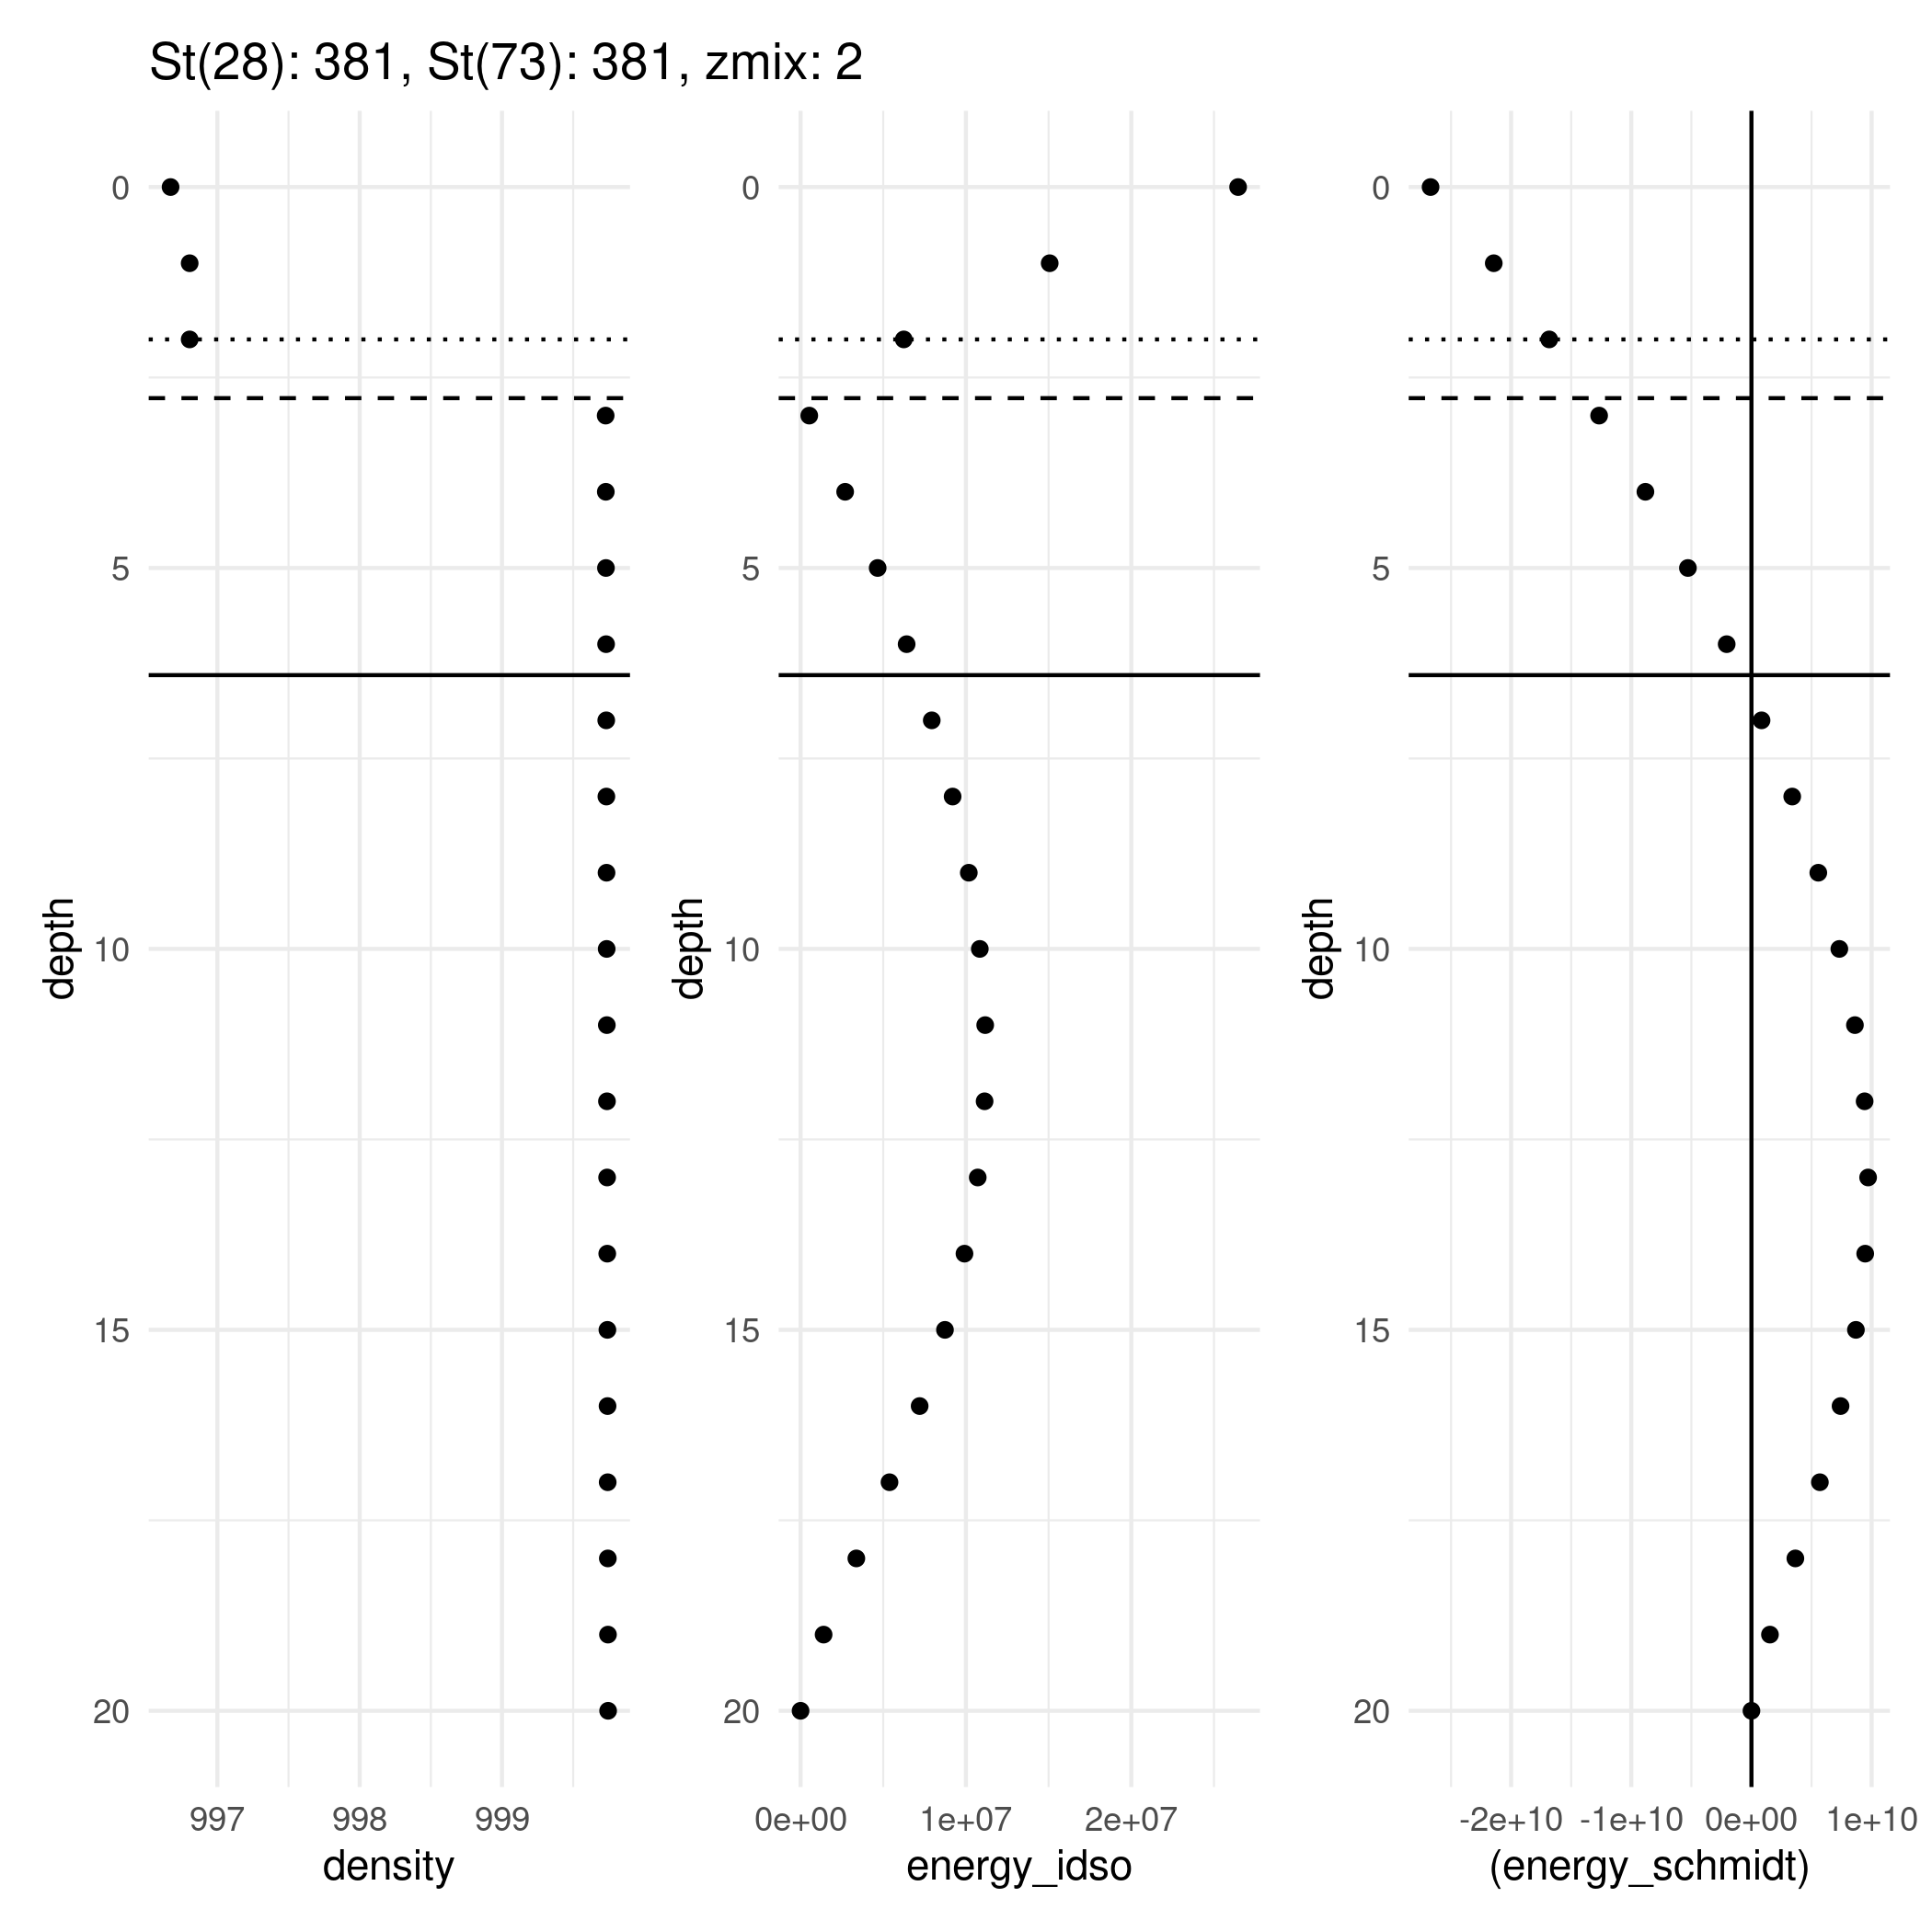 St(28): 381, St(73): 381, zmix: 2
0
5
10
15
20
depth
997 998 999
density
0
5
10
15
20
depth
0e+00 1e+07 2e+07
energy_idso
0
5
10
15
20
depth
-2e+10 -1e+10 0e+00 1e+10
(energy_schmidt)